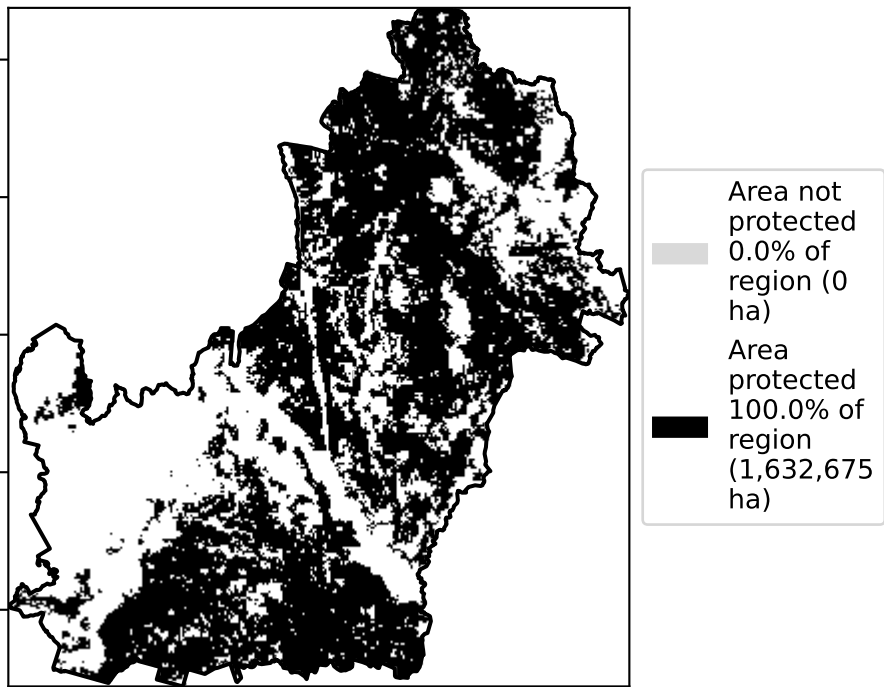 Area not
protected
0.0% of
region (0
ha)
Area
protected
100.0% of
region
(1,632,675
ha)